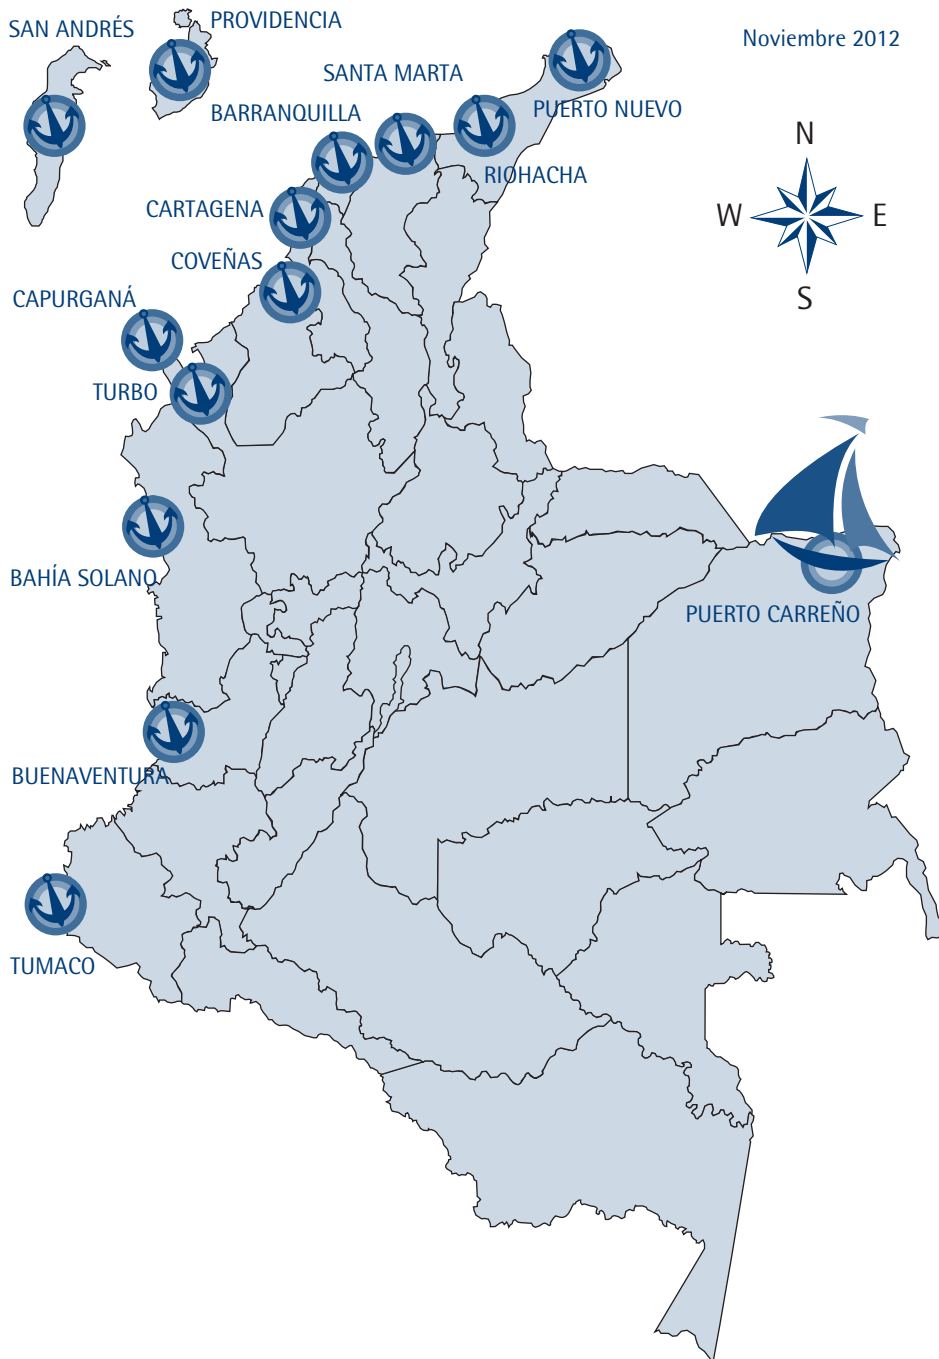 PROVIDENCIA
SAN ANDRÉS
Noviembre 2012
SANTA MARTA
BARRANQUILLA
PUERTO NUEVO
N
RIOHACHA
CARTAGENA
W
E
COVEÑAS
S
CAPURGANÁ
TURBO
BAHÍA SOLANO
PUERTO CARREÑO
BUENAVENTURA
TUMACO